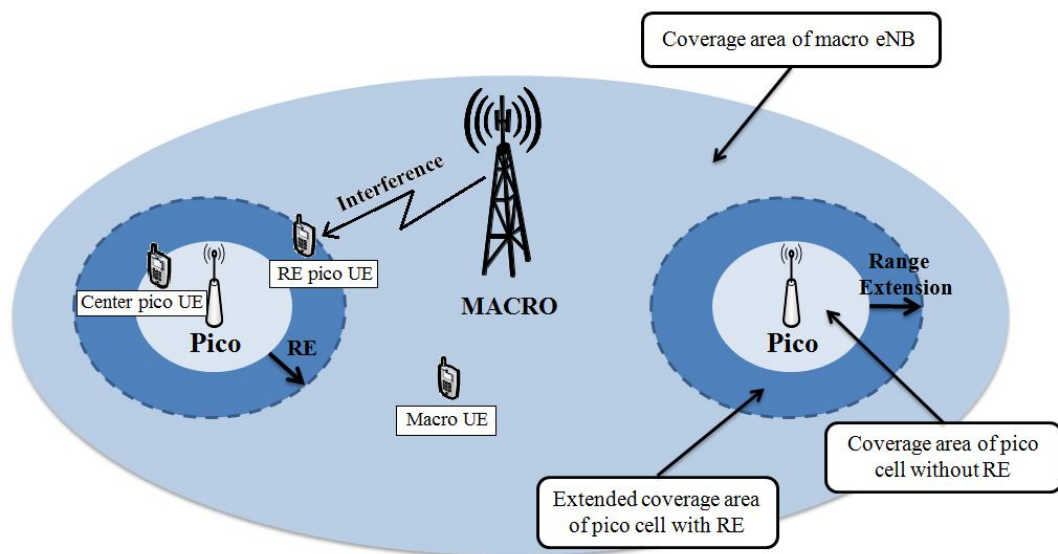 Coverage area of macro eNB
Interference
RE pico UE
Center pico UE
Pico
RE
MACRO
Macro UE
Range
Extension
Pico
Coverage area of pico
cell without RE
Extended coverage area
of pico cell with RE